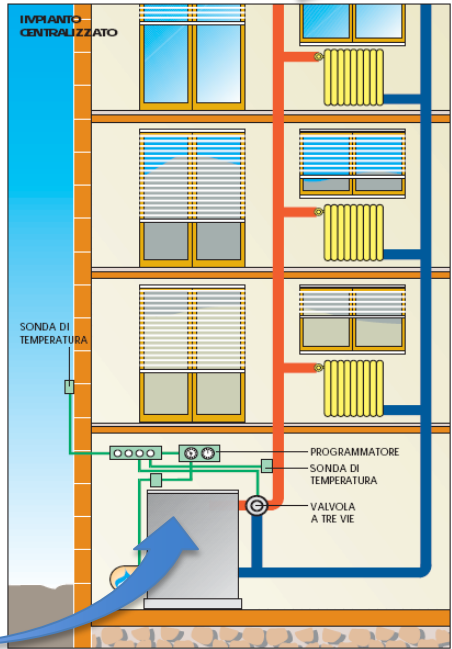 IMPIANTO
CENTRALIZZATO
SONDA DI
TEMPERATURA
PROGRAMMATORE
SONDA DI
TEMPERATURA
VALVOLA
A TRE VIE